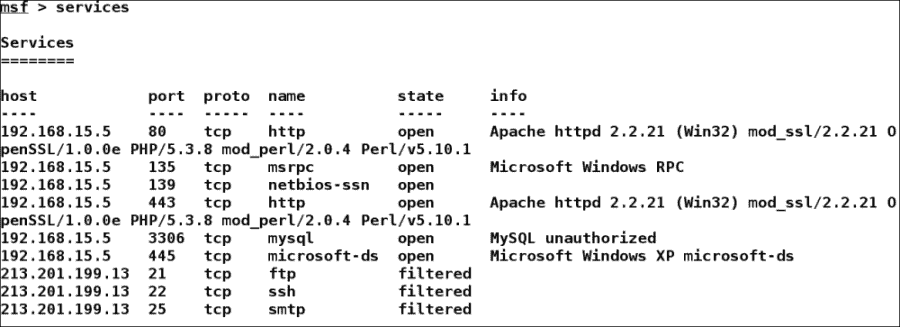 msf > services
Services
========
host port proto name state info
---- ---- ----- ---- ----- ----
192.168.15.5 80 tcp http open Apache httpd 2.2.21 (Win32) mod_ssl/2.2.21 O
penSSL/1.0.0e PHP/5.3.8 mod_perl/2.0.4 Perl/v5.10.1
192.168.15.5 135 tcp msrpc open Microsoft Windows RPC
192.168.15.5 139 tcp netbios-ssn open
192.168.15.5 443 tcp http open Apache httpd 2.2.21 (Win32) mod_ssl/2.2.21 O
penSSL/1.0.0e PHP/5.3.8 mod_perl/2.0.4 Perl/v5.10.1
192.168.15.5 3306 tcp mysql open MySQL unauthorized
192.168.15.5 445 tcp microsoft-ds open Microsoft Windows XP microsoft-ds
213.201.199.13 21 tcp ftp filtered
213.201.199.13 22 tcp ssh filtered
213.201.199.13 25 tcp smtp filtered